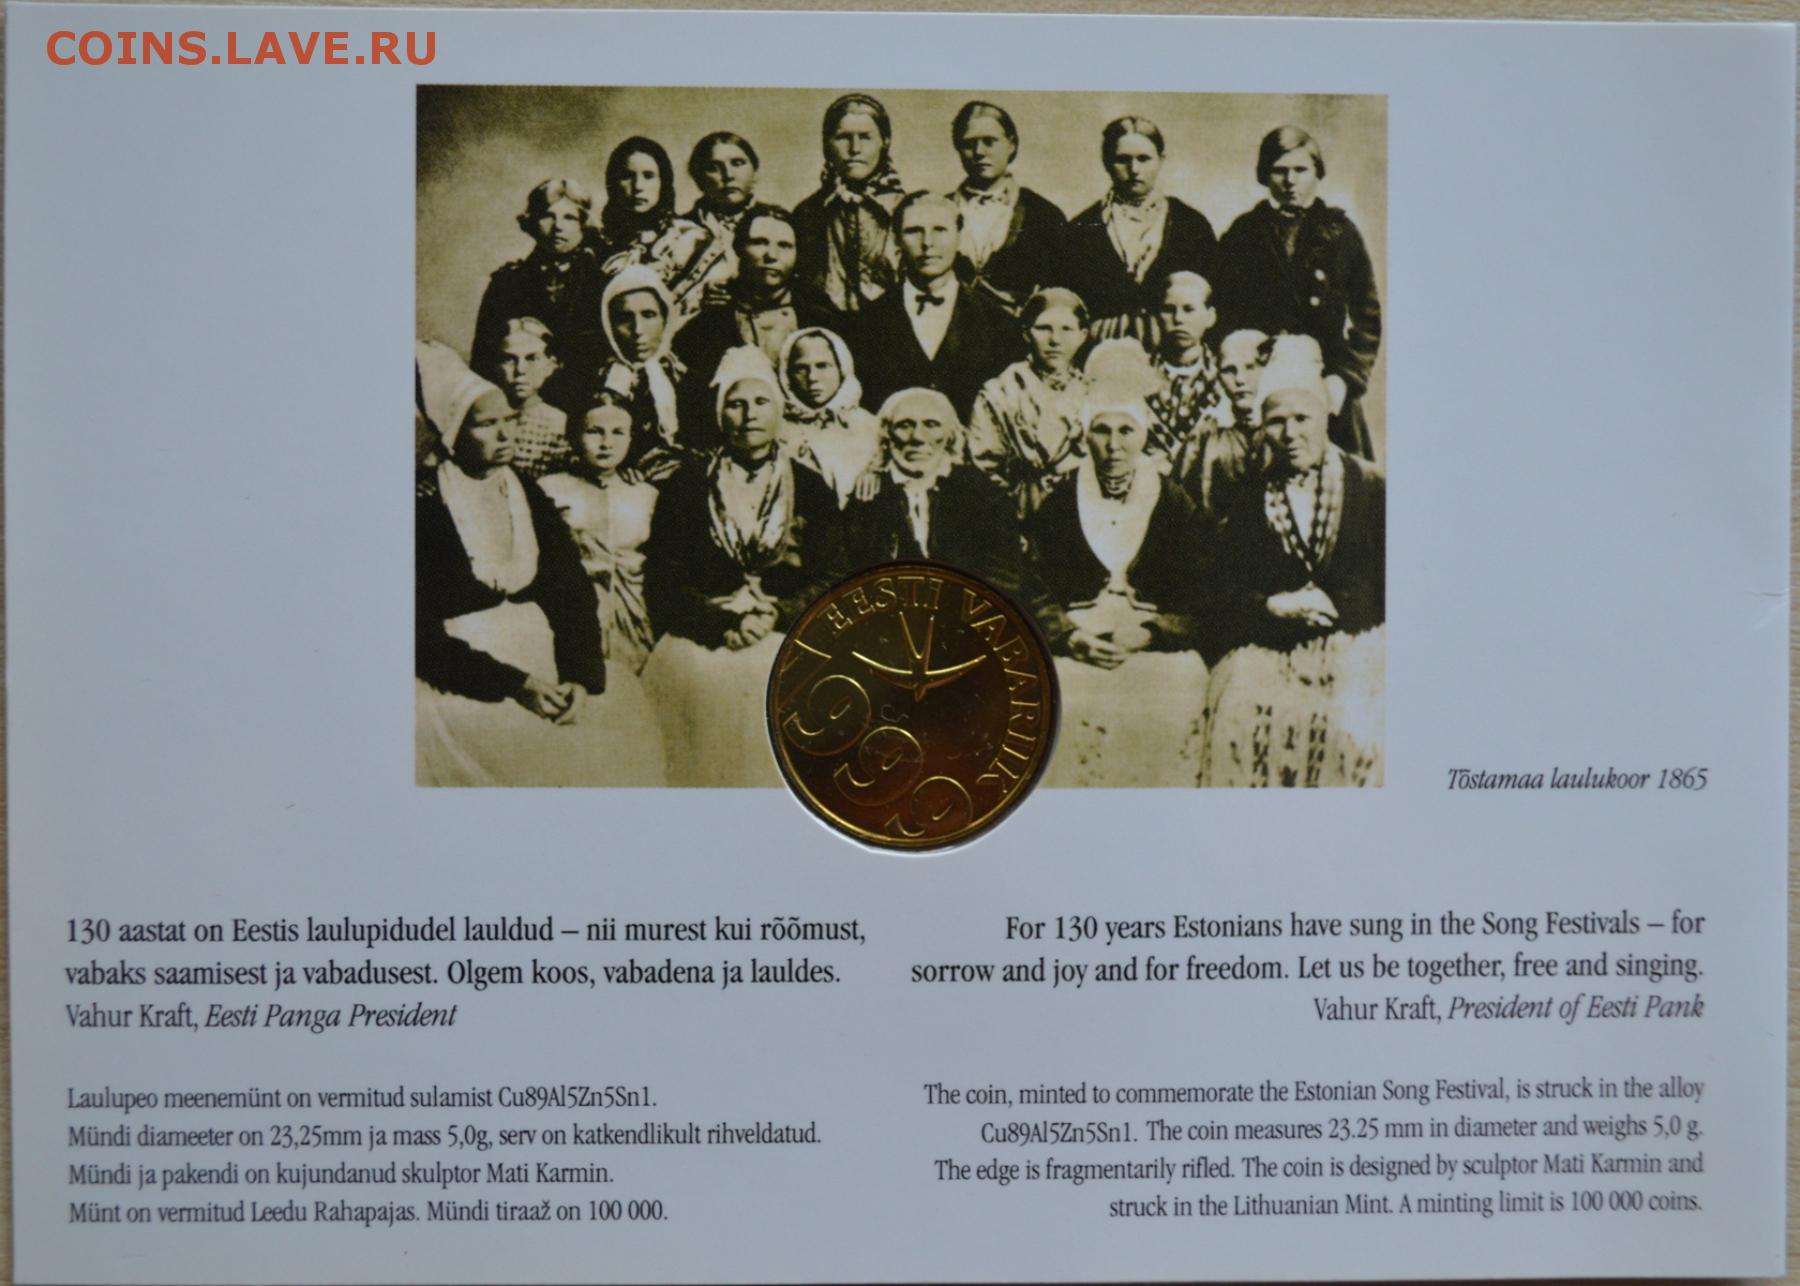 COINS.LAVE.RU
EESTI VABARIIK
1999
Tõstamaa laulukoor 1865
130 aastat on Eestis laulupidudel lauldud – nii murest kui rõõmust,
vabaks saamisest ja vabadusest. Olgem koos, vabadena ja lauldes.
Vahur Kraft, Eesti Panga President
For 130 years Estonians have sung in the Song Festivals – for
sorrow and joy and for freedom. Let us be together, free and singing.
Vahur Kraft, President of Eesti Pank
Laulupeo meenemünt on vermitud sulamist Cu89Al5Zn5Sn1.
Mündi diameeter on 23,25mm ja mass 5,0g, serv on katkendlikult rihveldatud.
Mündi ja pakendi on kujundanud skulptor Mati Karmin.
Münt on vermitud Leedu Rahapajas. Mündi tiraaž on 100 000.
The coin, minted to commemorate the Estonian Song Festival, is struck in the alloy
Cu89Al5Zn5Sn1. The coin measures 23.25 mm in diameter and weighs 5,0 g.
The edge is fragmentarily rifled. The coin is designed by sculptor Mati Karmin and
struck in the Lithuanian Mint. A minting limit is 100 000 coins.